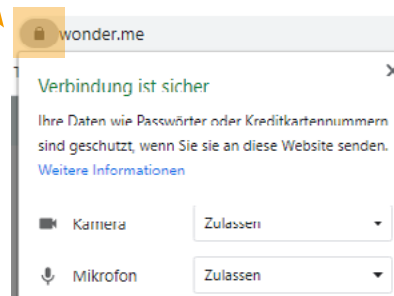 wonder.me
Verbindung ist sicher
Ihre Daten wie Passwörter oder Kreditkartennummern
sind geschützt, wenn Sie sie an diese Website senden.
Weitere Informationen
Kamera Zulassen
Mikrofon Zulassen